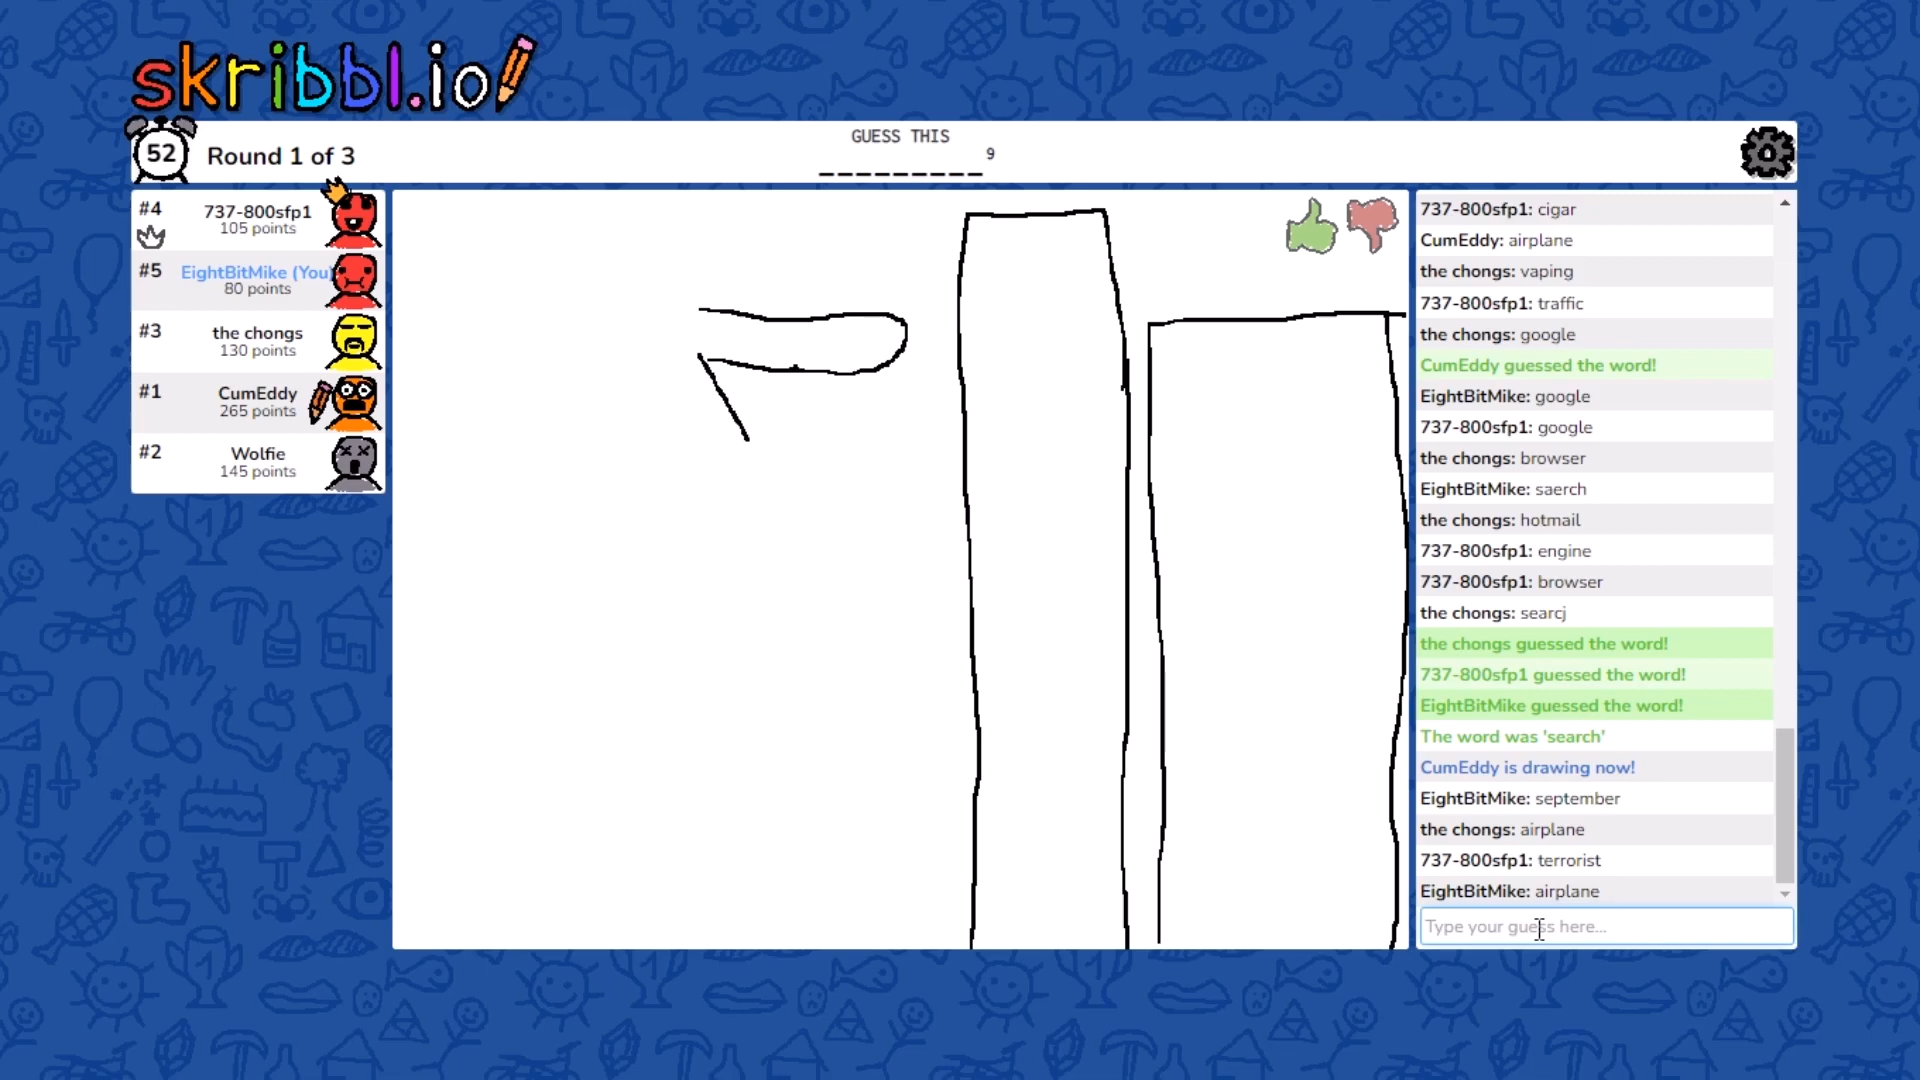 skribbl.io
52
Round 1 of 3
GUESS THIS
_________ 9
#4
737-800sfp1
105 points
#5
EightBitMike (You)
80 points
#3
the chongs
130 points
#1
CumEddy
265 points
#2
Wolfie
145 points
737-800sfp1: cigar
CumEddy: airplane
the chongs: vaping
737-800sfp1: traffic
the chongs: google
CumEddy guessed the word!
EightBitMike: google
737-800sfp1: google
the chongs: browser
EightBitMike: saerch
the chongs: hotmail
737-800sfp1: engine
737-800sfp1: browser
the chongs: searcj
the chongs guessed the word!
737-800sfp1 guessed the word!
EightBitMike guessed the word!
The word was 'search'
CumEddy is drawing now!
EightBitMike: september
the chongs: airplane
737-800sfp1: terrorist
EightBitMike: airplane
Type your guess here...